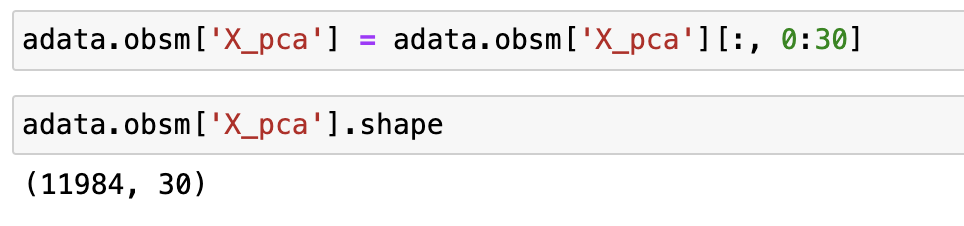 adata.obsm['X_pca'] = adata.obsm['X_pca'][:, 0:30]
adata.obsm['X_pca'].shape
(11984, 30)